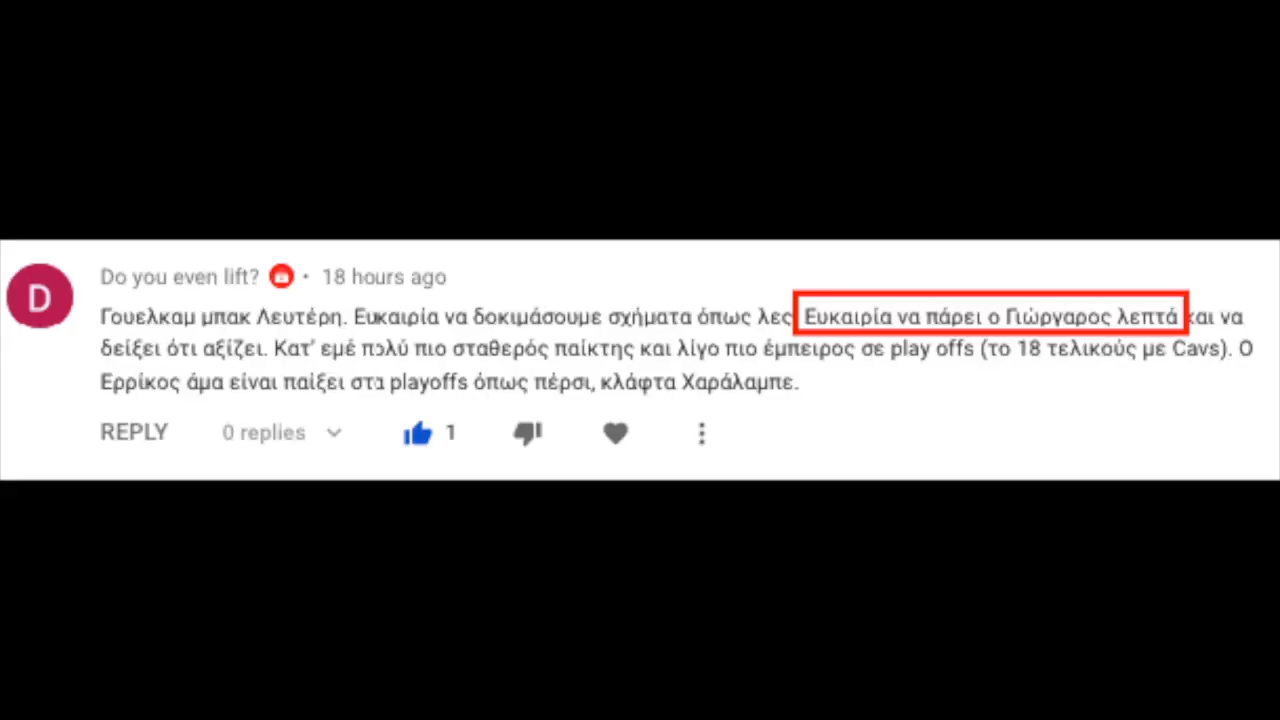 D
Do you even lift? • 18 hours ago
Γουελκαμ μπακ Λευτέρη. Ευκαιρία να δοκιμάσουμε σχήματα όπως λες Ευκαιρία να πάρει ο Γιώργαρος λεπτά και να
δείξει ότι αξίζει. Κατ' εμέ πολύ πιο σταθερός παίκτης και λίγο πιο έμπειρος σε play offs (το 18 τελικούς με Cavs). Ο
Ερρίκος άμα είναι παίξει στα playoffs όπως πέρσι, κλάφτα Χαράλαμπε.
REPLY 0 replies 1